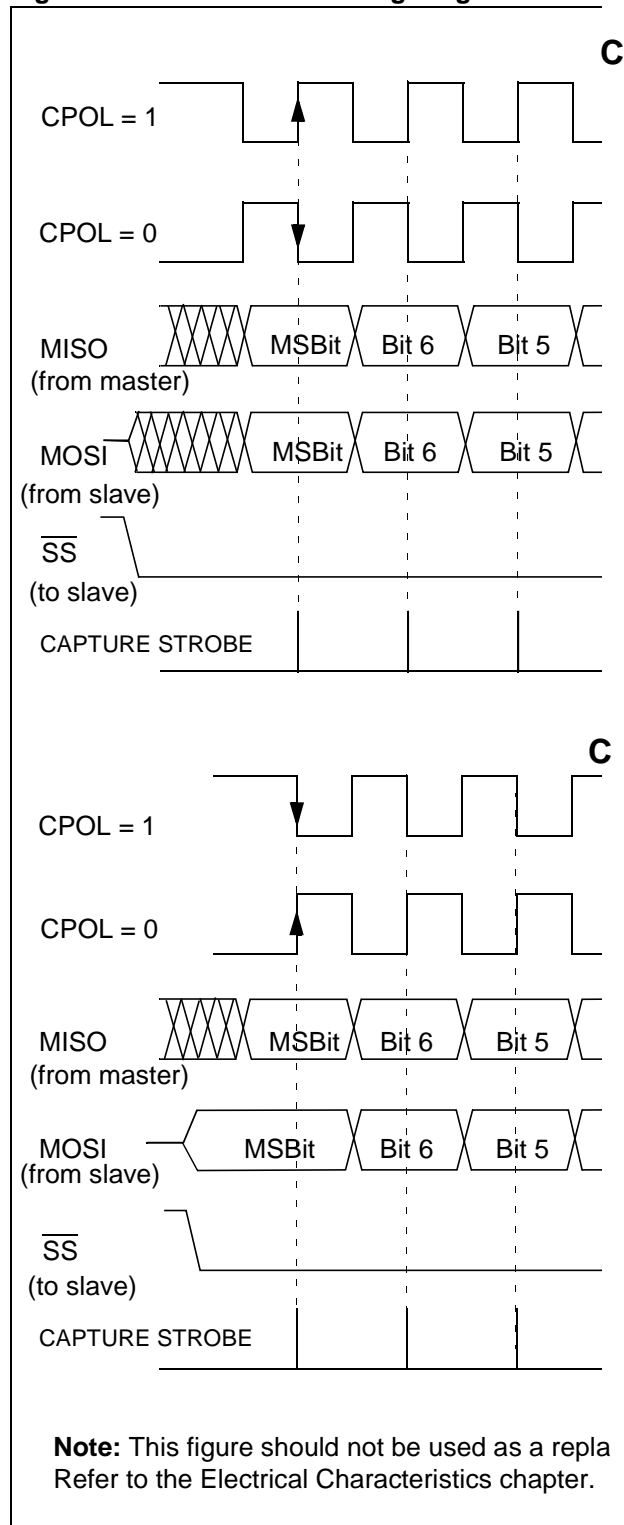 C
CPOL = 1
CPOL = 0
MISO MSBit Bit 6 Bit 5
(from master)
MOSI MSBit Bit 6 Bit 5
(from slave)
SS
(to slave)
CAPTURE STROBE
C
CPOL = 1
CPOL = 0
MISO MSBit Bit 6 Bit 5
(from master)
MOSI MSBit Bit 6 Bit 5
(from slave)
SS
(to slave)
CAPTURE STROBE
Note: This figure should not be used as a repla
Refer to the Electrical Characteristics chapter.